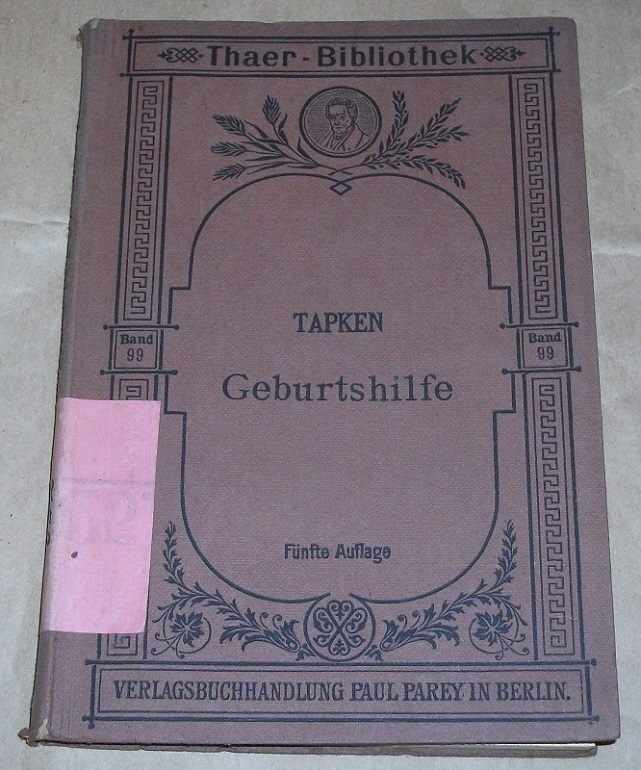 Thaer-Bibliothek
TAPKEN
Band
99
Band
99
Geburtshilfe
Fünfte Auflage
VERLAGSBUCHHANDLUNG PAUL PAREY IN BERLIN.